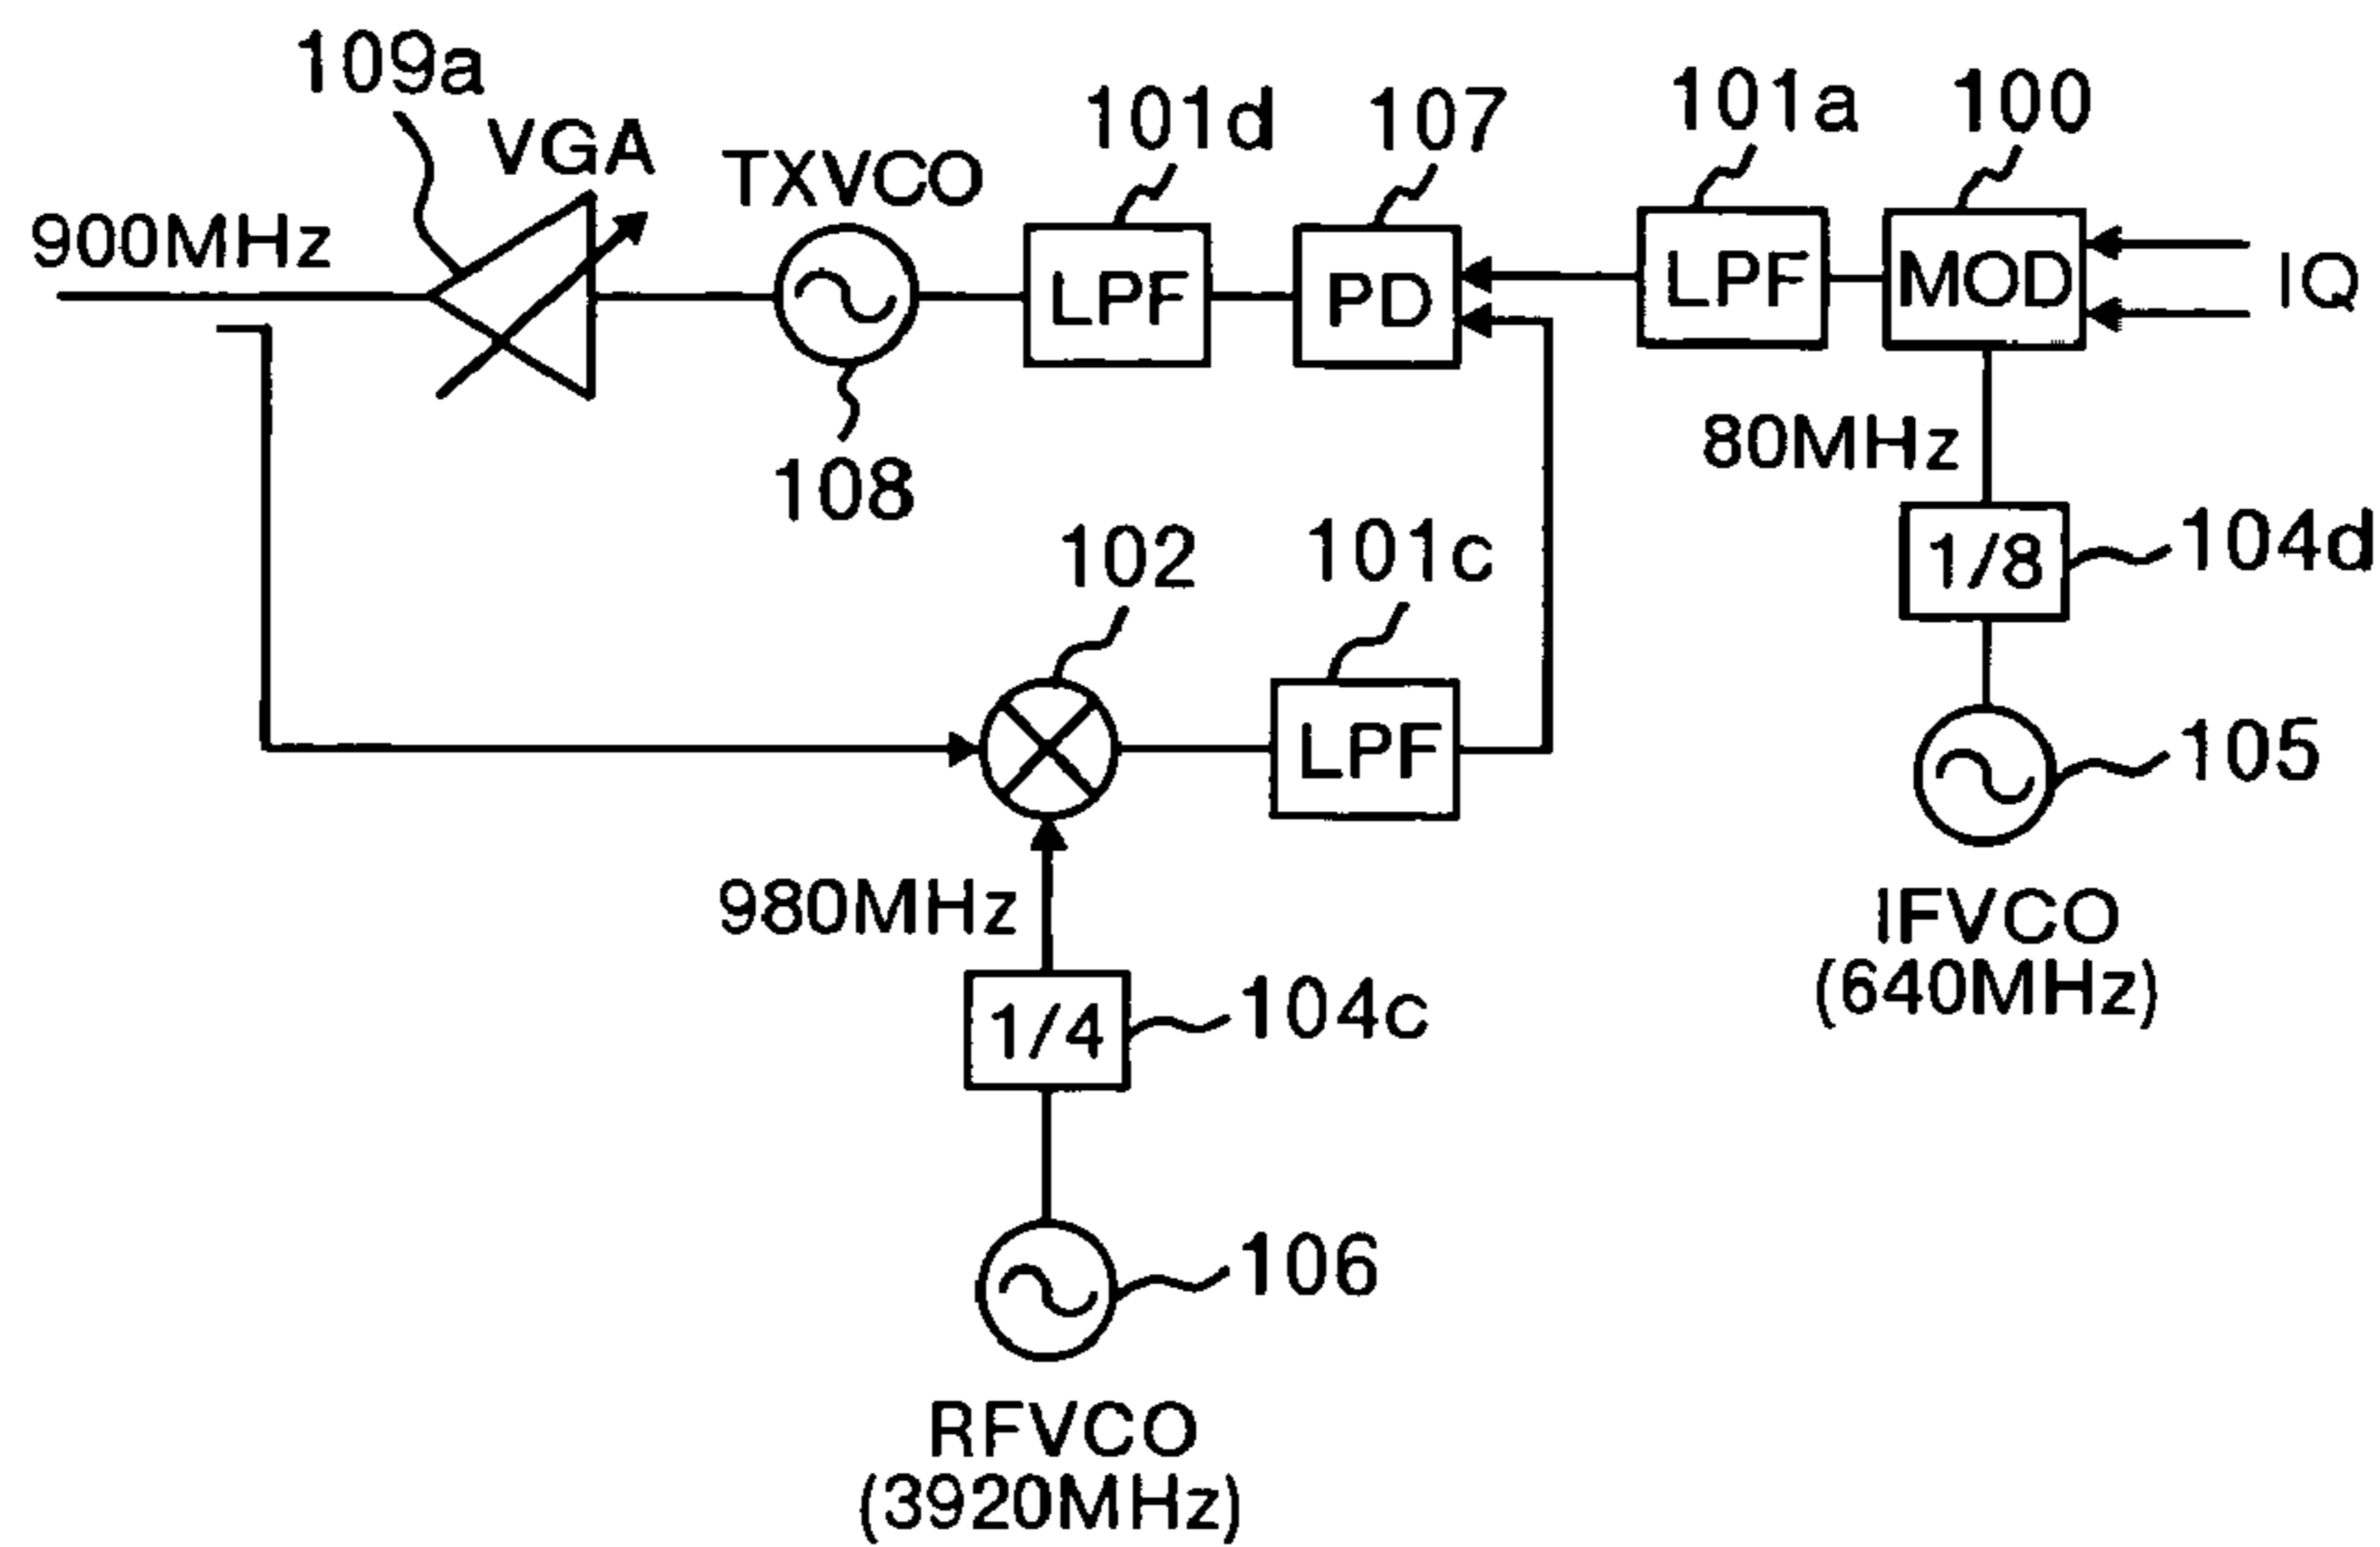 109a
VGA
TXVCO
101d
107
101a
100
900MHz
LPF
PD
LPF
MOD
IQ
108
80MHz
102
101c
1/8
104d
LPF
105
980MHz
IFVCO
(640MHz)
1/4
104c
106
RFVCO
(3920MHz)